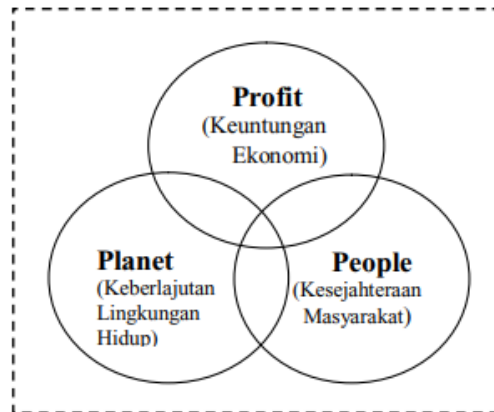 Profit
(Keuntungan
Ekonomi)
Planet
(Keberlajutan
Lingkungan
Hidup)
People
(Kesejahteraan
Masyarakat)